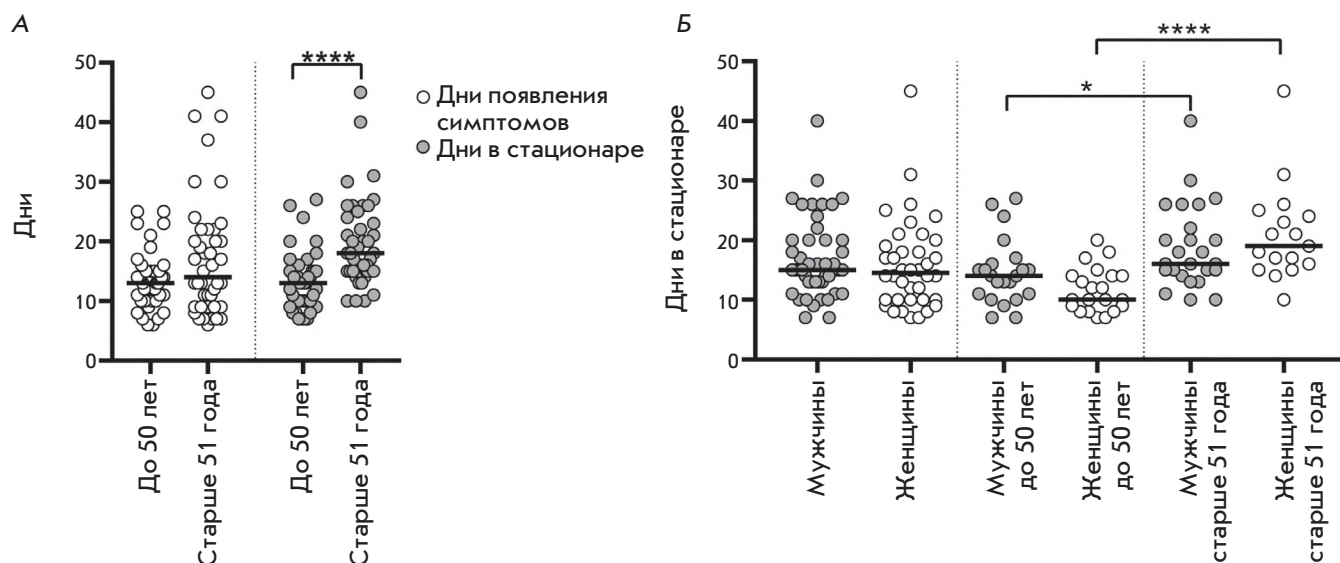 А
Дни
50
40
30
20
10
0
****
До 50 лет
Старше 51 года
До 50 лет
Старше 51 года
Дни появления
симптомов
Дни в стационаре
Б
Дни в стационаре
50
40
30
20
10
0
*
****
Мужчины
Женщины
Мужчины
до 50 лет
Женщины
до 50 лет
Мужчины
старше 51 года
Женщины
старше 51 года